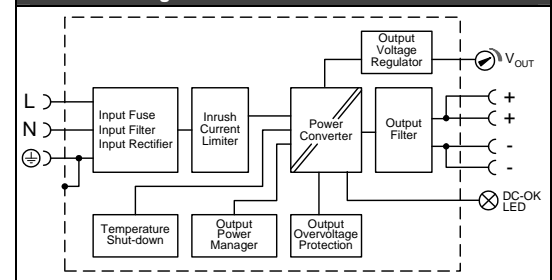 Output
Voltage
Regulator
VOUT
L
N
Input Fuse
Input Filter
Input Rectifier
Inrush
Current
Limiter
Power
Converter
Output
Filter
+
+
-
-
DC-OK
LED
Temperature
Shut-down
Output
Power
Manager
Output
Overvoltage
Protection